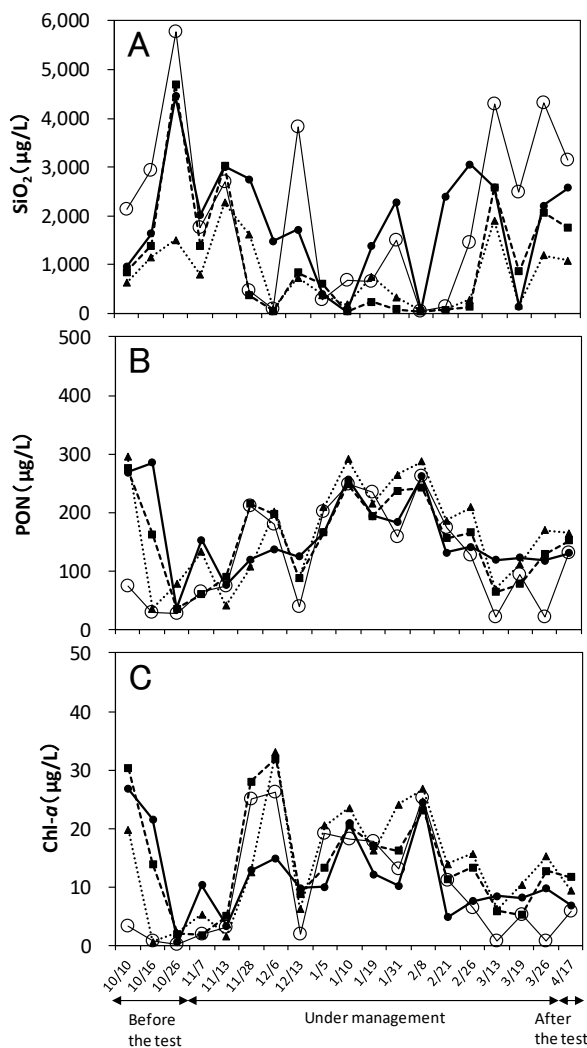 A
6,000
5,000
4,000
3,000
2,000
1,000
0
SiO₂(µg/L)
B
500
400
300
200
100
0
PON (µg/L)
C
50
40
30
20
10
0
Chl-a(µg/L)
10/10 10/16 10/26 11/7 11/13 11/28 12/6 12/13 1/5 1/10 1/19 1/31 2/8 2/21 2/26 3/13 3/19 3/26 4/17
Before Under management After
the test the test